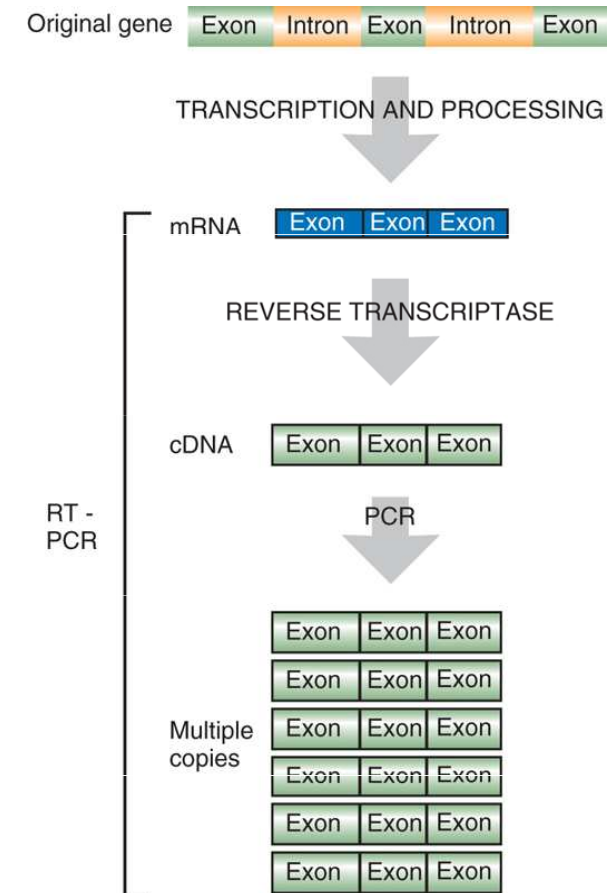 Original gene Exon Intron Exon Intron Exon
TRANSCRIPTION AND PROCESSING
mRNA Exon Exon Exon
REVERSE TRANSCRIPTASE
cDNA Exon Exon Exon
RT -
PCR
PCR
Exon Exon Exon
Exon Exon Exon
Multiple
copies
Exon Exon Exon
Exon Exon Exon
Exon Exon Exon
Exon Exon Exon